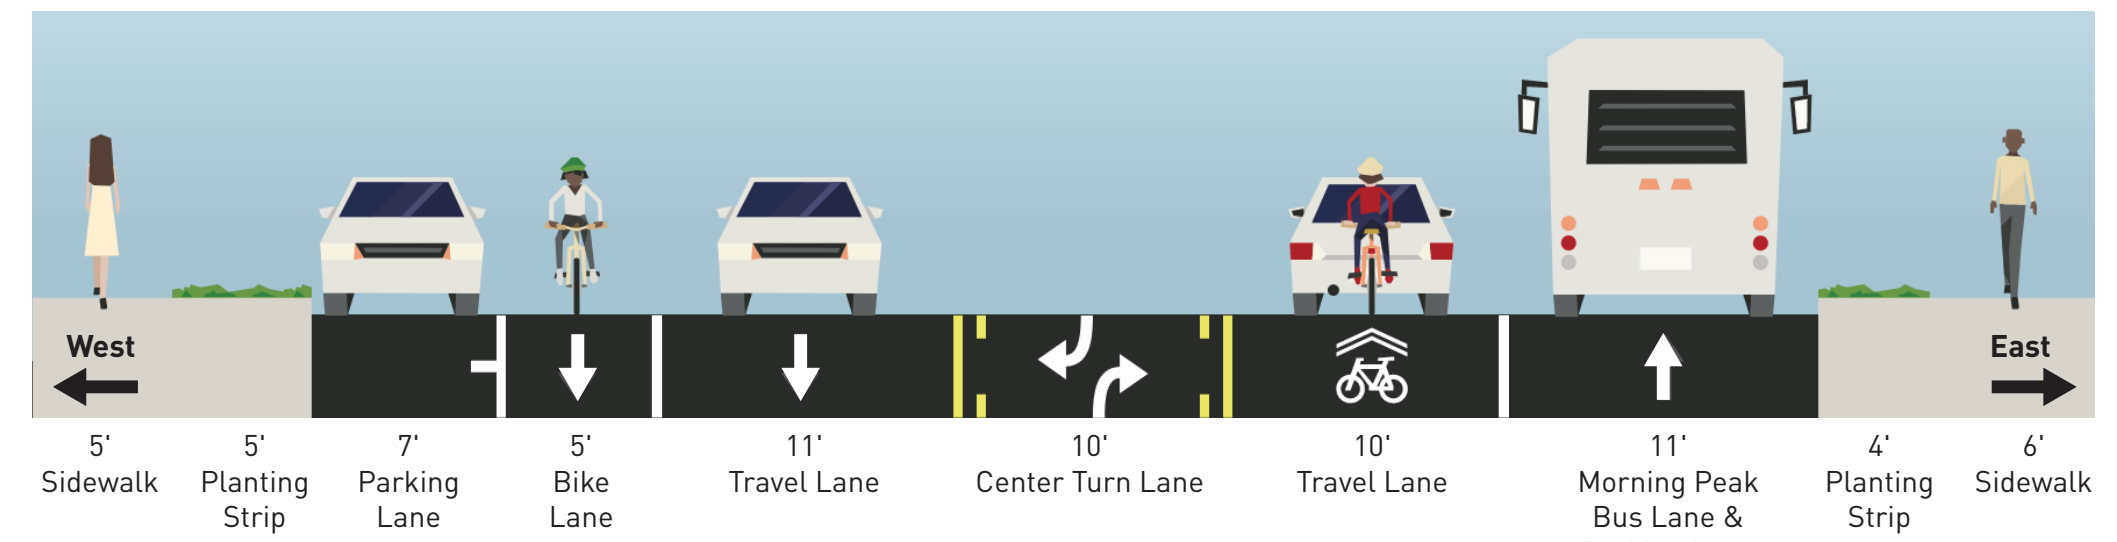 West
East
5'
Sidewalk
5'
Planting
Strip
7'
Parking
Lane
5'
Bike
Lane
11'
Travel Lane
10'
Center Turn Lane
10'
Travel Lane
11'
Morning Peak
Bus Lane &
4'
Planting
Strip
6'
Sidewalk